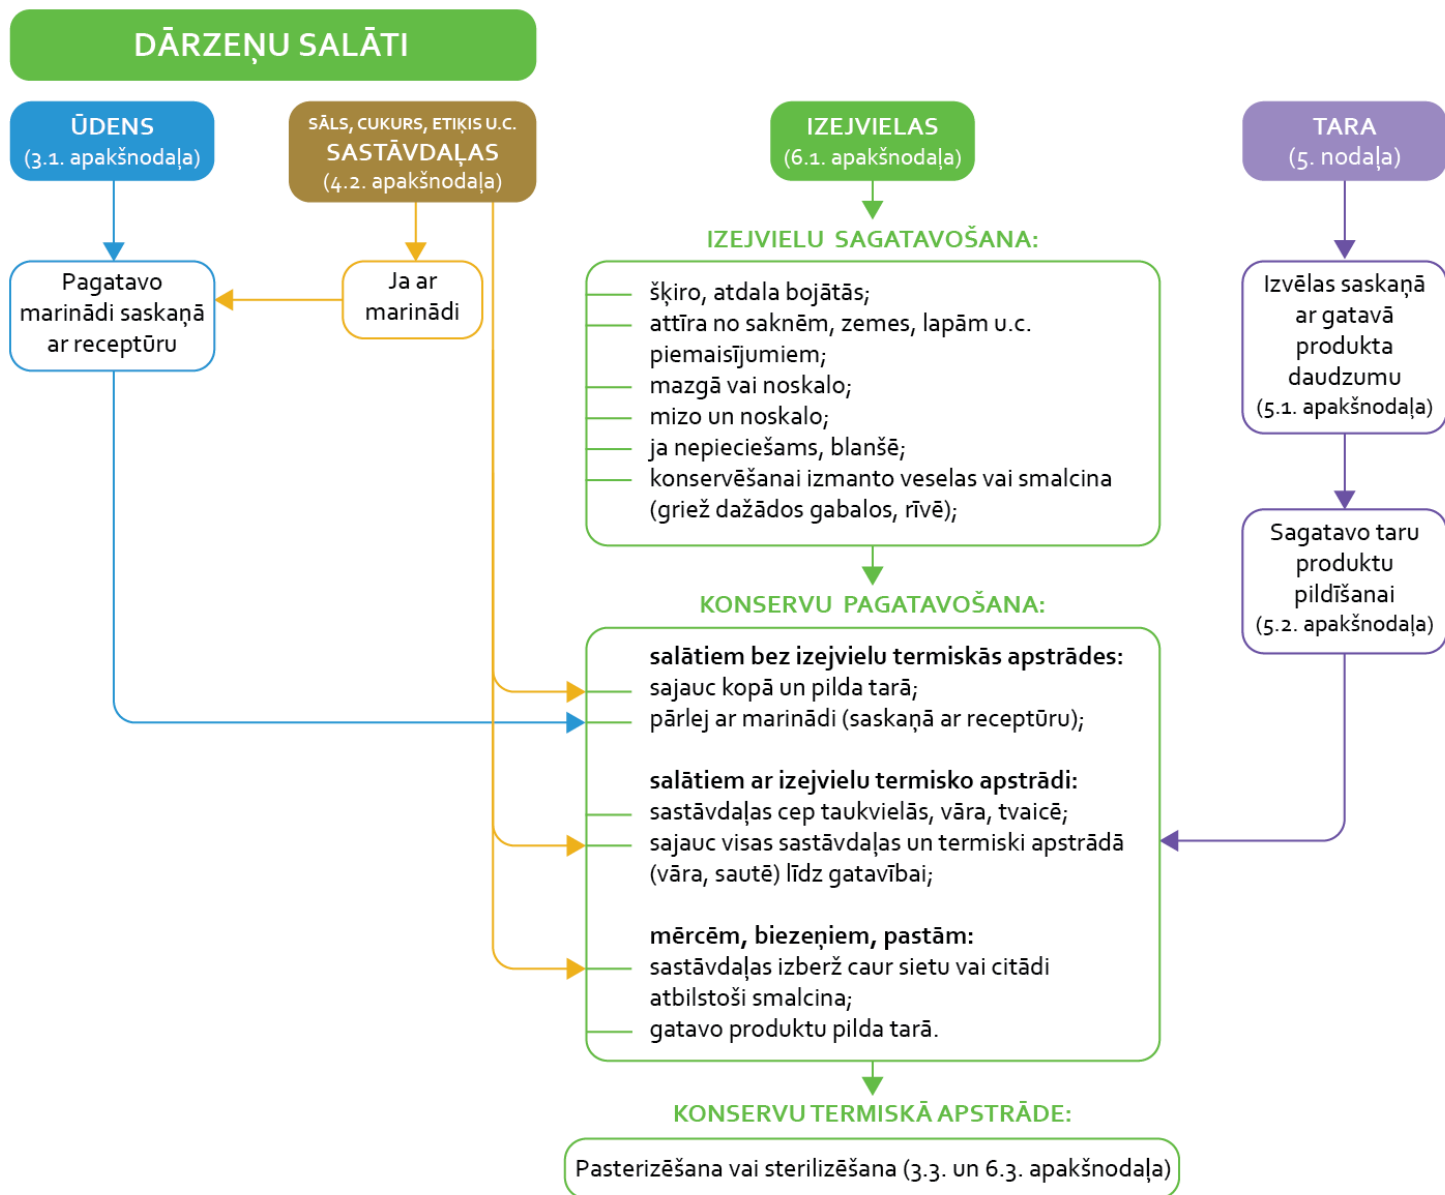 DĀRZEŅU SALĀTI
ŪDENS
(3.1. apakšnodaļa)
SĀLS, CUKURS, ETIĶIS U.C.
SASTĀVDAĻAS
(4.2. apakšnodaļa)
IZEJVIELAS
(6.1. apakšnodaļa)
TARA
(5. nodaļa)
Pagatavo
marinādi saskaņā
ar receptūru
Ja ar
marinādi
IZEJVIELU SAGATAVOŠANA:
šķiro, atdala bojātās;
attīra no saknēm, zemes, lapām u.c.
piemaisījumiem;
mazgā vai noskalo;
mizo un noskalo;
ja nepieciešams, blanšē;
konservēšanai izmanto veselas vai smalcina
(griež dažādos gabalos, rīvē);
Izvēlas saskaņā
ar gatavā
produkta
daudzumu
(5.1. apakšnodaļa)
Sagatavo taru
produktu
pildīšanai
(5.2. apakšnodaļa)
KONSERVU PAGATAVOŠANA:
salātiem bez izejvielu termiskās apstrādes:
sajauc kopā un pilda tarā;
pārlej ar marinādi (saskaņā ar receptūru);
salātiem ar izejvielu termisko apstrādi:
sastāvdaļas cep taukvielās, vāra, tvaicē;
sajauc visas sastāvdaļas un termiski apstrādā
(vāra, sautē) līdz gatavībai;
mērcēm, biezeņiem, pastām:
sastāvdaļas izberž caur sietu vai citādi
atbilstoši smalcina;
gatavo produktu pilda tarā.
KONSERVU TERMISKĀ APSTRĀDE:
Pasterizēšana vai sterilizēšana (3.3. un 6.3. apakšnodaļa)